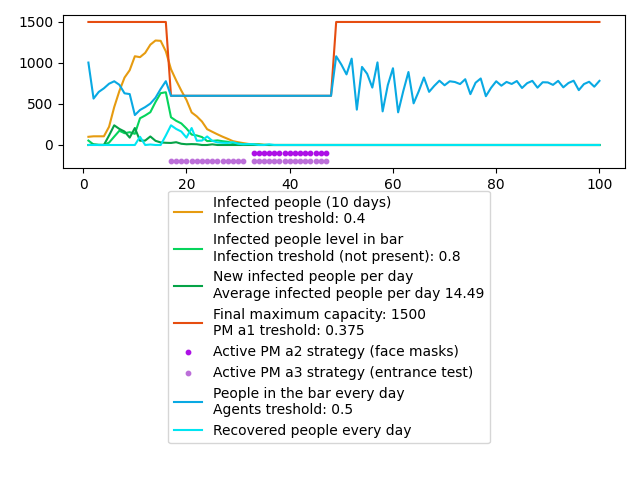 1500
1000
500
0
0 20 40 60 80 100
Infected people (10 days)
Infection treshold: 0.4
Infected people level in bar
Infection treshold (not present): 0.8
New infected people per day
Average infected people per day 14.49
Final maximum capacity: 1500
PM a1 treshold: 0.375
Active PM a2 strategy (face masks)
Active PM a3 strategy (entrance test)
People in the bar every day
Agents treshold: 0.5
Recovered people every day